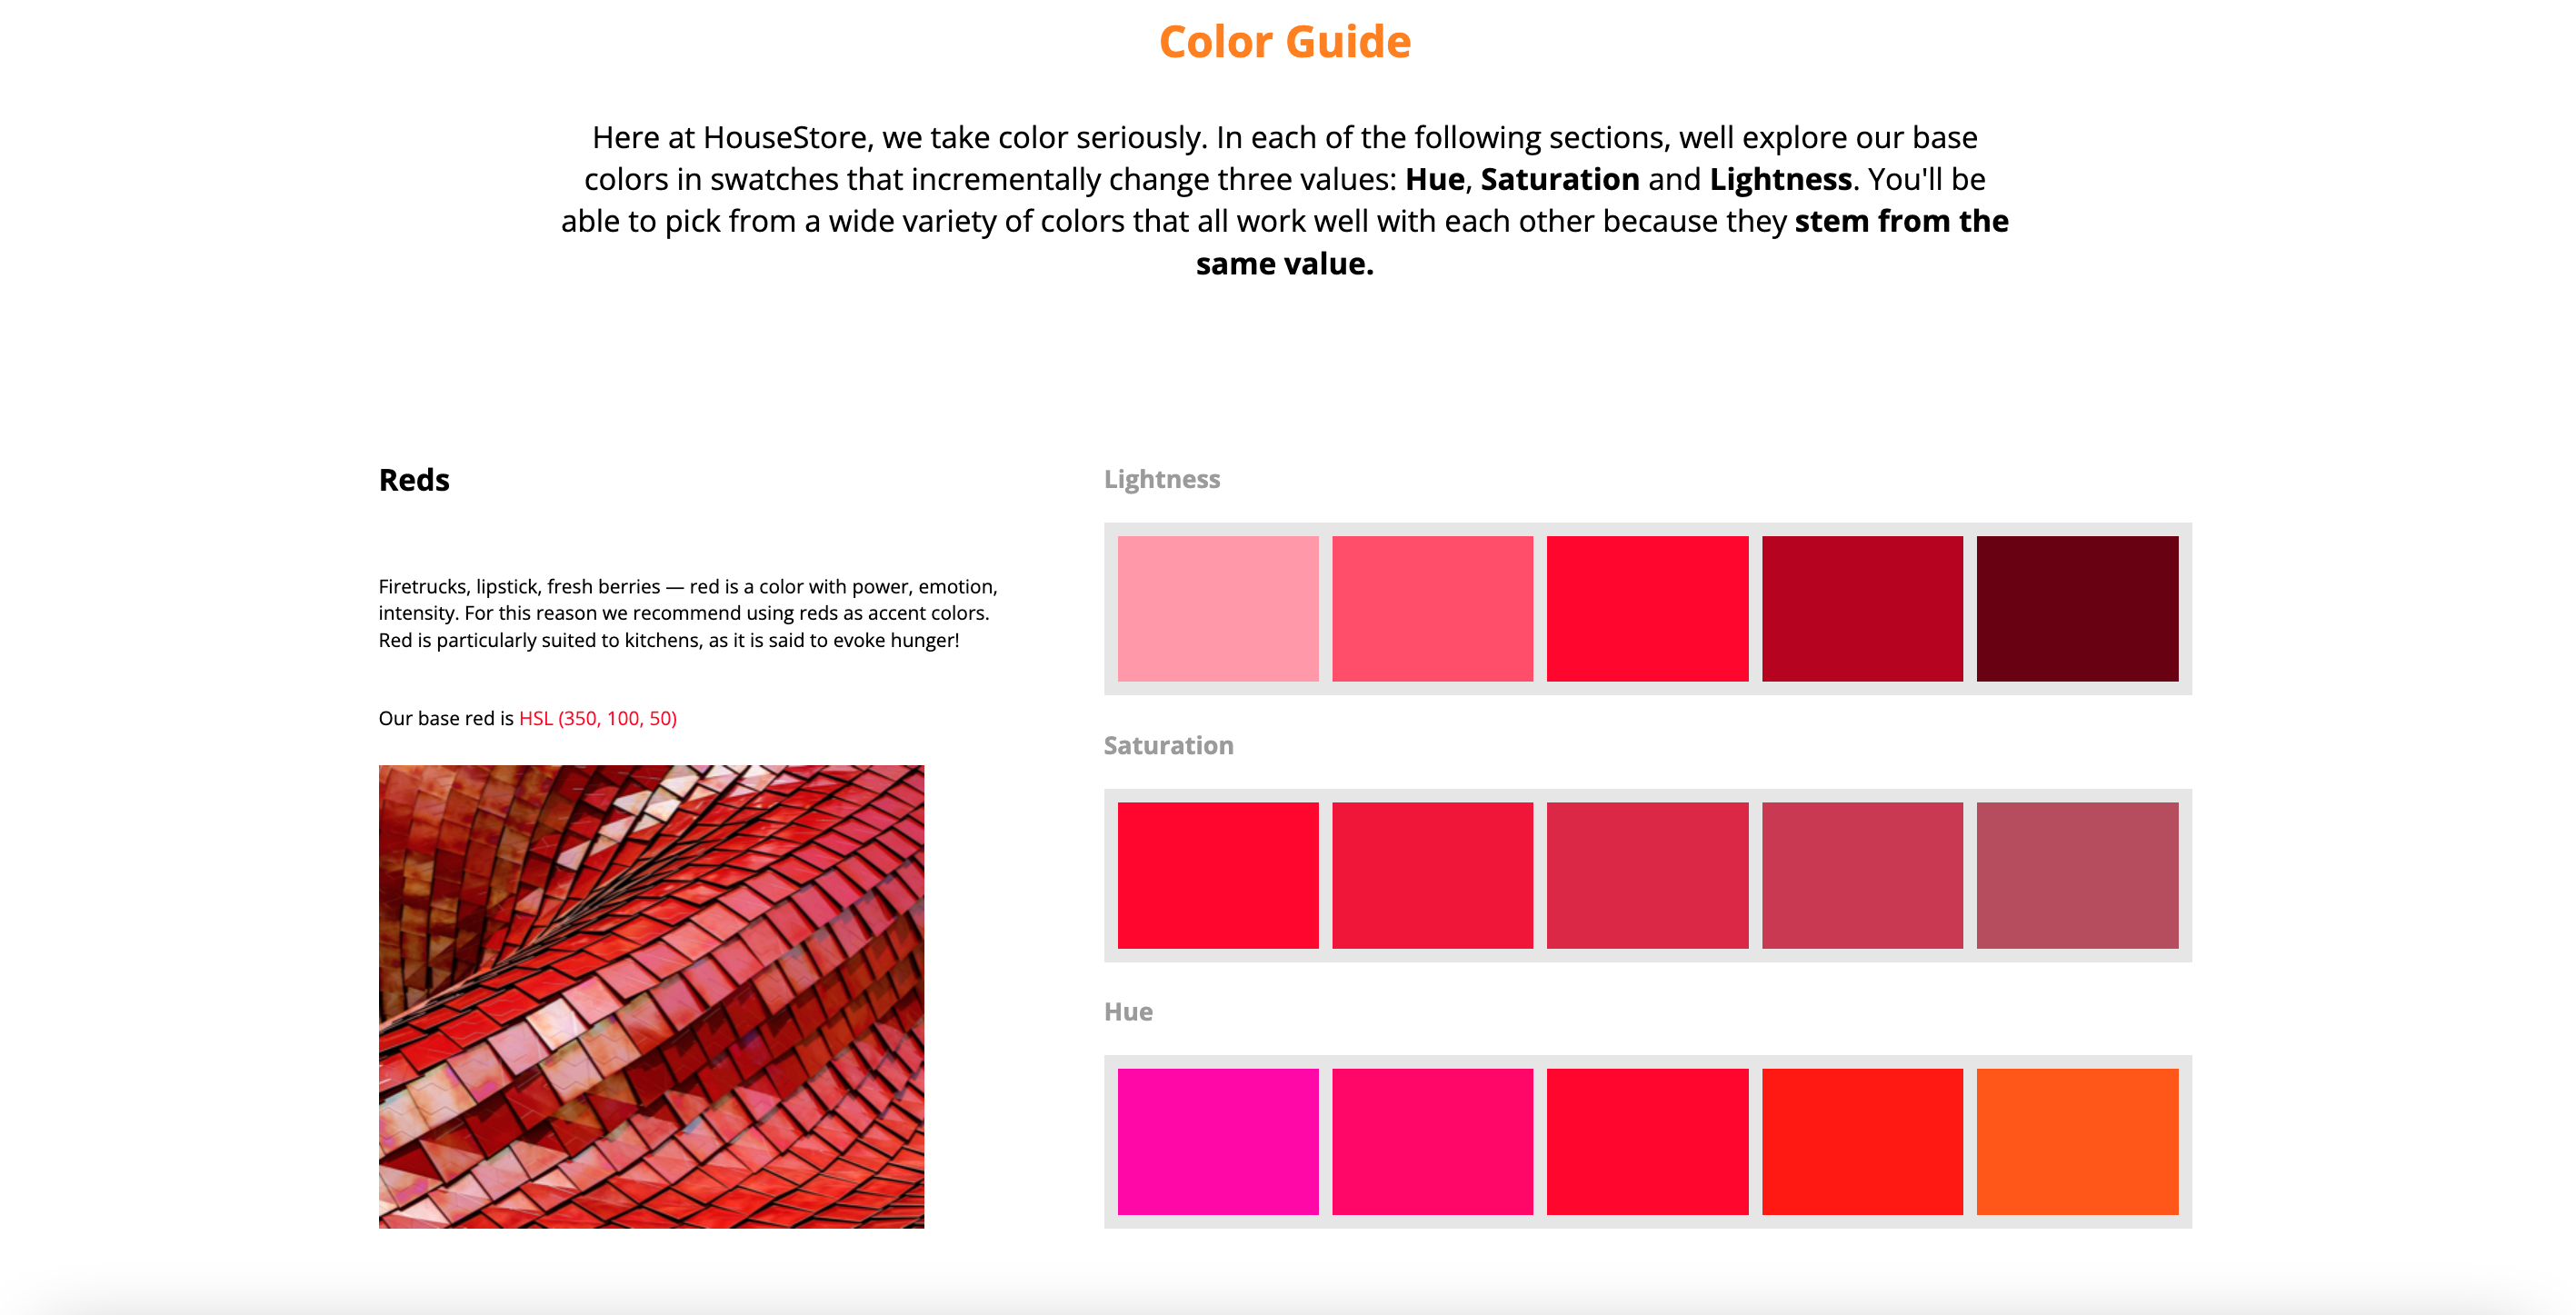 Color Guide
Here at HouseStore, we take color seriously. In each of the following sections, well explore our base
colors in swatches that incrementally change three values: Hue, Saturation and Lightness. You'll be
able to pick from a wide variety of colors that all work well with each other because they stem from the
same value.
Reds
Firetrucks, lipstick, fresh berries — red is a color with power, emotion,
intensity. For this reason we recommend using reds as accent colors.
Red is particularly suited to kitchens, as it is said to evoke hunger!
Our base red is HSL (350, 100, 50)
Lightness
Saturation
Hue